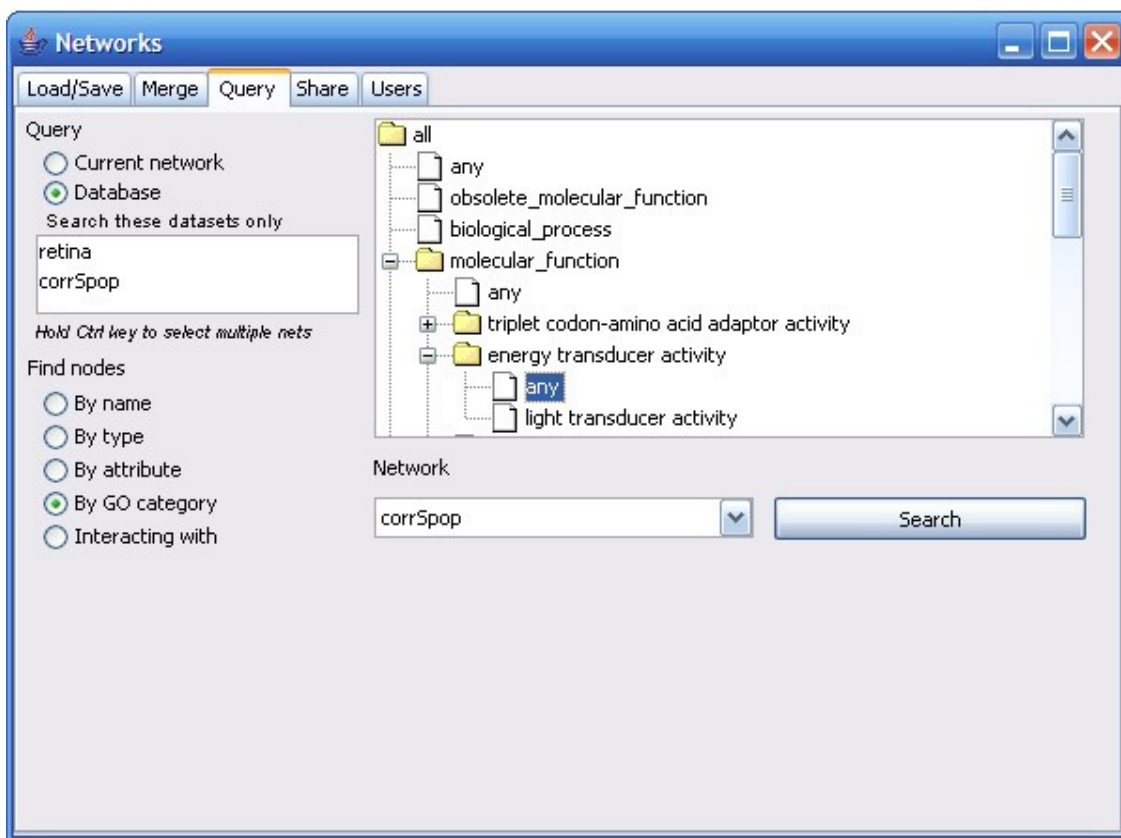 Networks
Load/Save Merge Query Share Users
Query
Current network
Database
Search these datasets only
retina
corrSpop
Hold Ctrl key to select multiple nets
Find nodes
By name
By type
By attribute
By GO category
Interacting with
all
any
obsolete_molecular_function
biological_process
molecular_function
any
triplet codon-amino acid adaptor activity
energy transducer activity
any
light transducer activity
Network
corrSpop
Search